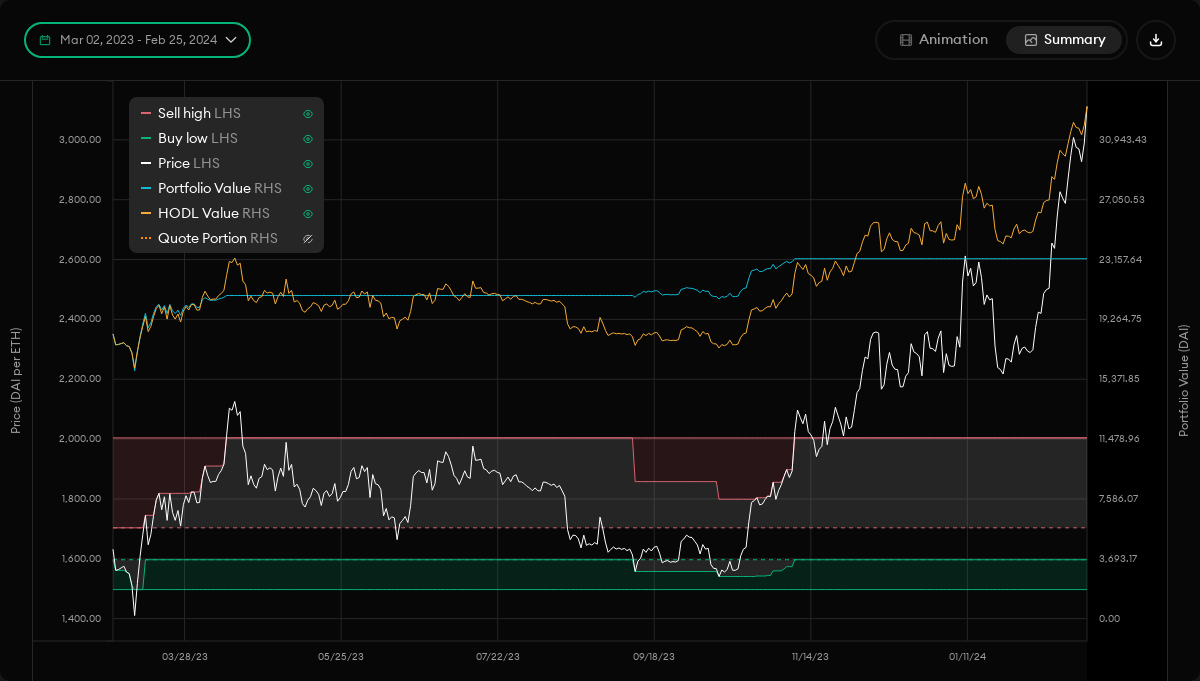 Mar 02, 2023 - Feb 25, 2024
Animation
Summary
Sell high LHS
Buy low LHS
Price LHS
Portfolio Value RHS
HODL Value RHS
Quote Portion RHS
3,000.00
2,800.00
2,600.00
2,400.00
2,200.00
2,000.00
1,800.00
1,600.00
1,400.00
Price (DAI per ETH)
30,943.43
27,050.53
23,157.64
19,264.75
15,371.85
11,478.96
7,586.07
3,693.17
0.00
Portfolio Value (DAI)
03/28/23
05/25/23
07/22/23
09/18/23
11/14/23
01/11/24